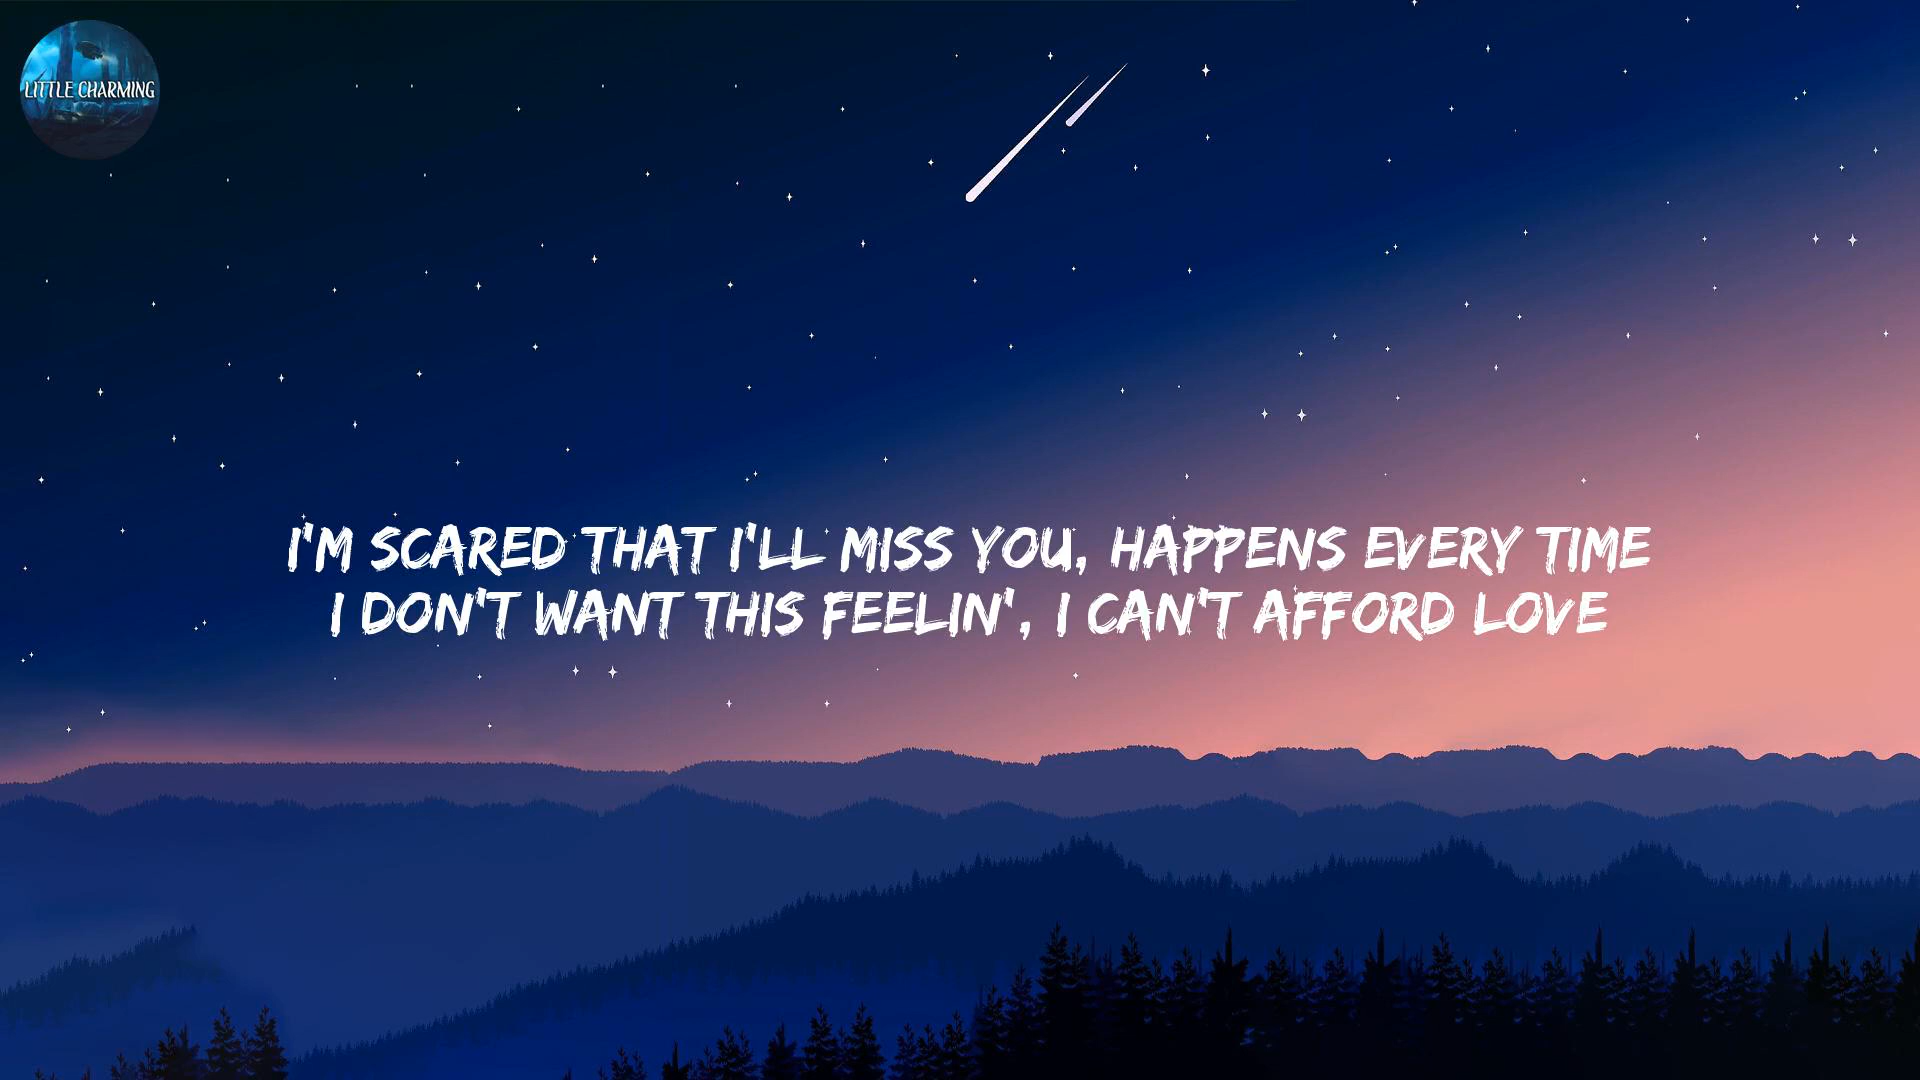 LITTLE CHARMING
I'M SCARED THAT I'LL MISS YOU, HAPPENS EVERY TIME
I DON'T WANT THIS FEELIN', I CAN'T AFFORD LOVE